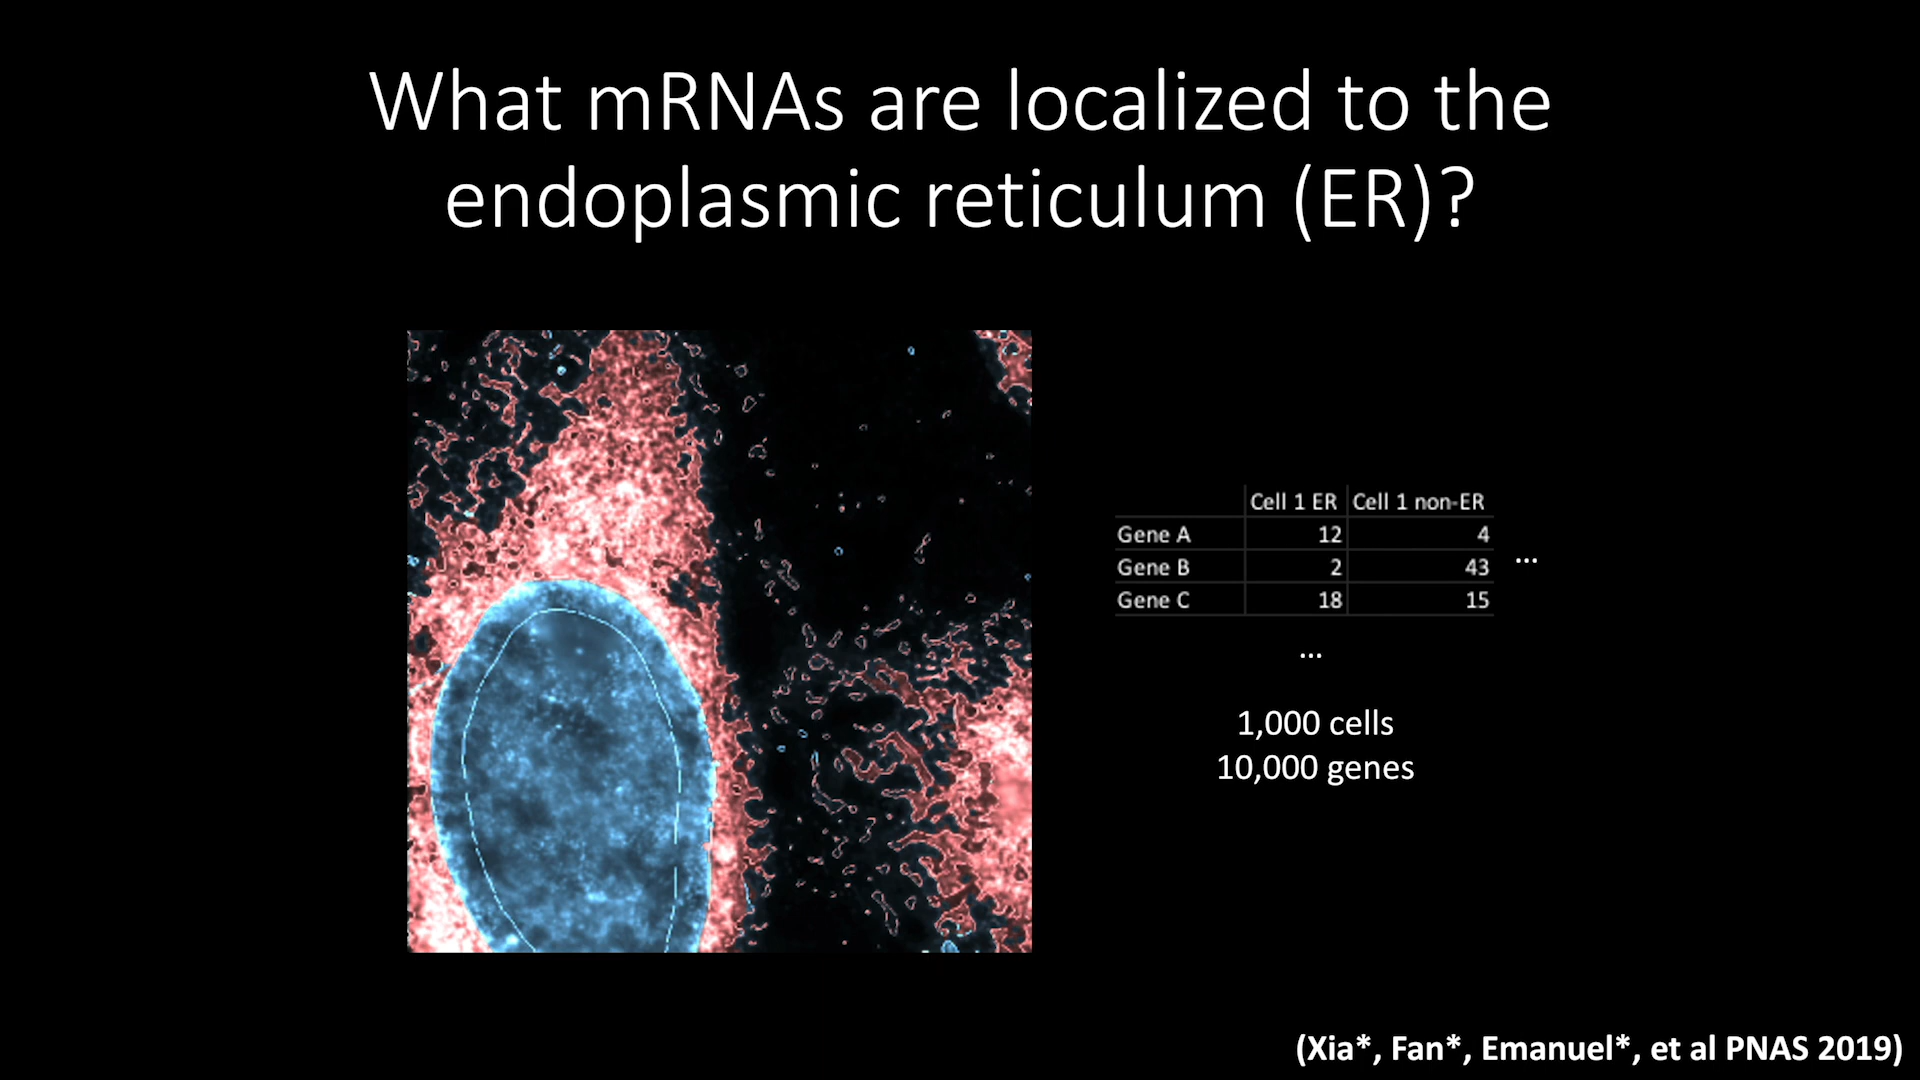 What mRNAs are localized to the
endoplasmic reticulum (ER)?
Cell 1 ER Cell 1 non-ER
Gene A 12 4
Gene B 2 43
Gene C 18 15
...
...
1,000 cells
10,000 genes
(Xia*, Fan*, Emanuel*, et al PNAS 2019)